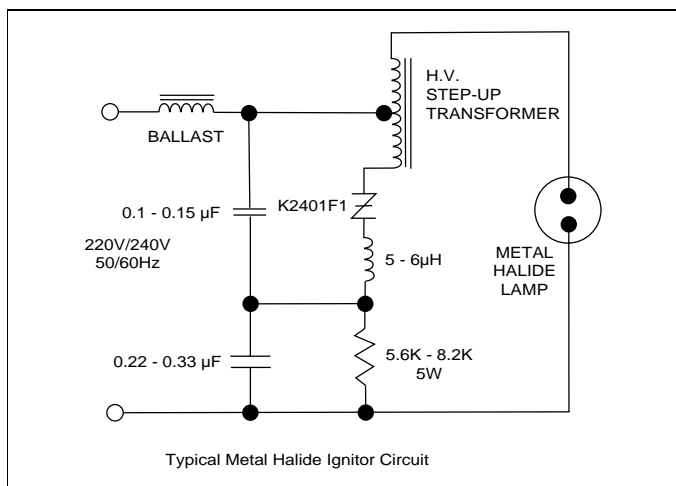 H.V.
STEP-UP
TRANSFORMER
BALLAST
K2401F1
0.1 - 0.15 µF
220V/240V
50/60Hz
5 - 6µH
METAL
HALIDE
LAMP
0.22 - 0.33 µF
5.6K - 8.2K
5W
Typical Metal Halide Ignitor Circuit